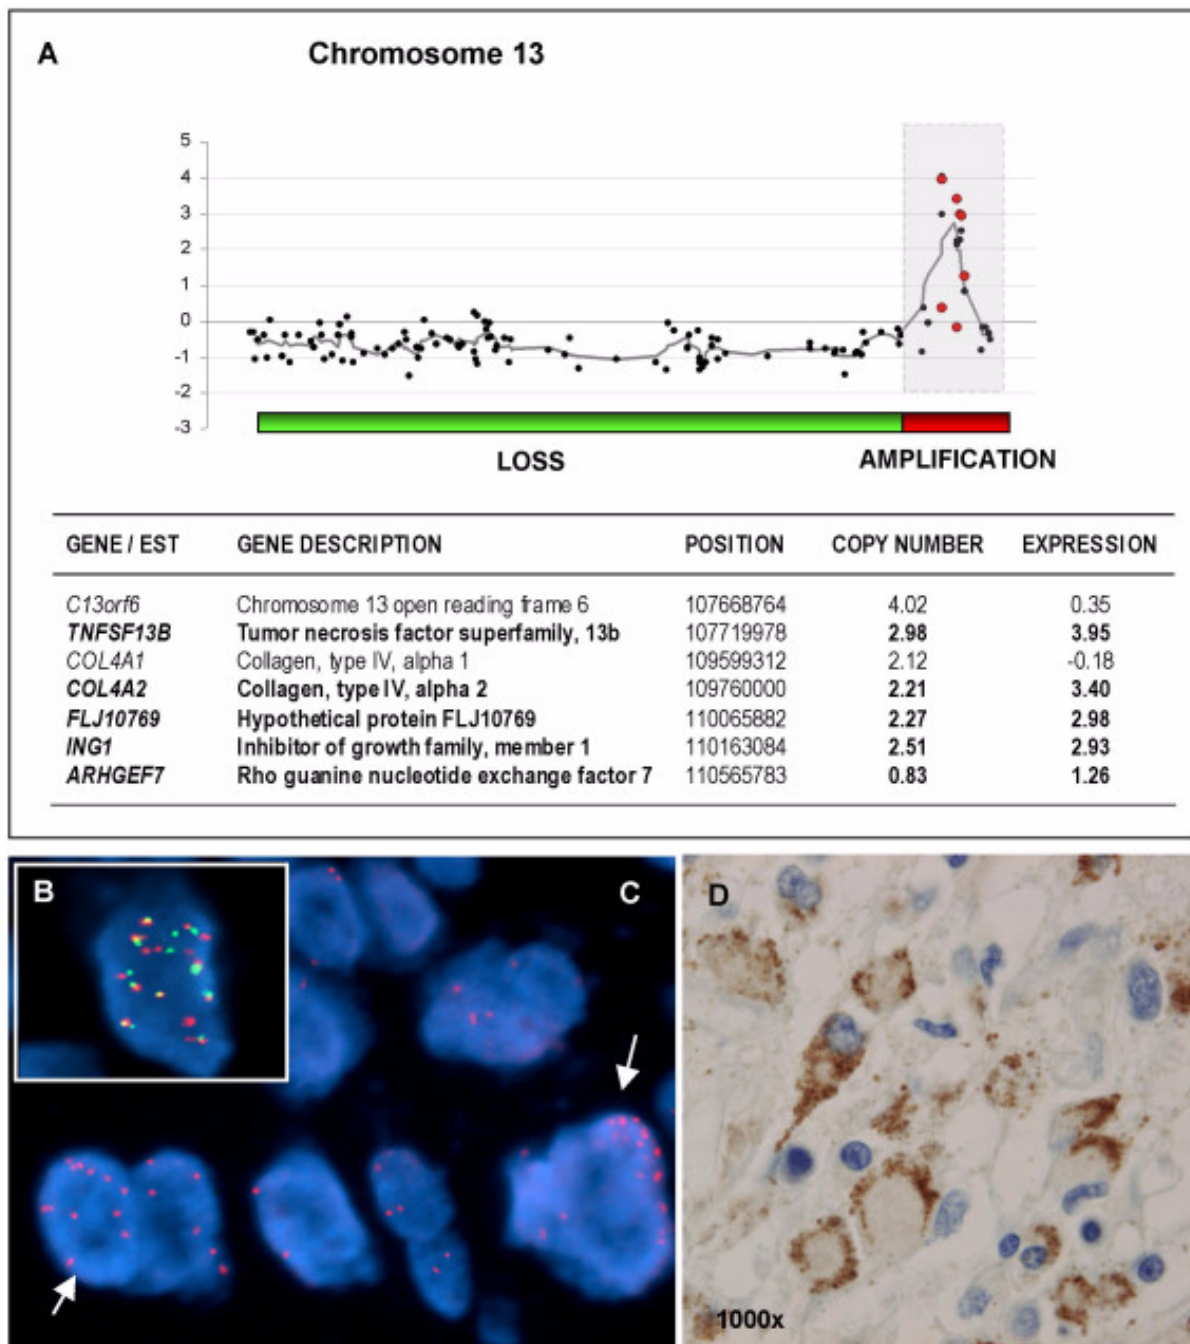 A Chromosome 13
5
4
3
2
1
0
-1
-2
-3
LOSS AMPLIFICATION
GENE / EST GENE DESCRIPTION POSITION COPY NUMBER EXPRESSION
C13orf6 Chromosome 13 open reading frame 6 107668764 4.02 0.35
TNFSF13B Tumor necrosis factor superfamily, 13b 107719978 2.98 3.95
COL4A1 Collagen, type IV, alpha 1 109599312 2.12 -0.18
COL4A2 Collagen, type IV, alpha 2 109760000 2.21 3.40
FLJ10769 Hypothetical protein FLJ10769 110065882 2.27 2.98
ING1 Inhibitor of growth family, member 1 110163084 2.51 2.93
ARHGEF7 Rho guanine nucleotide exchange factor 7 110565783 0.83 1.26
B C D
1000x